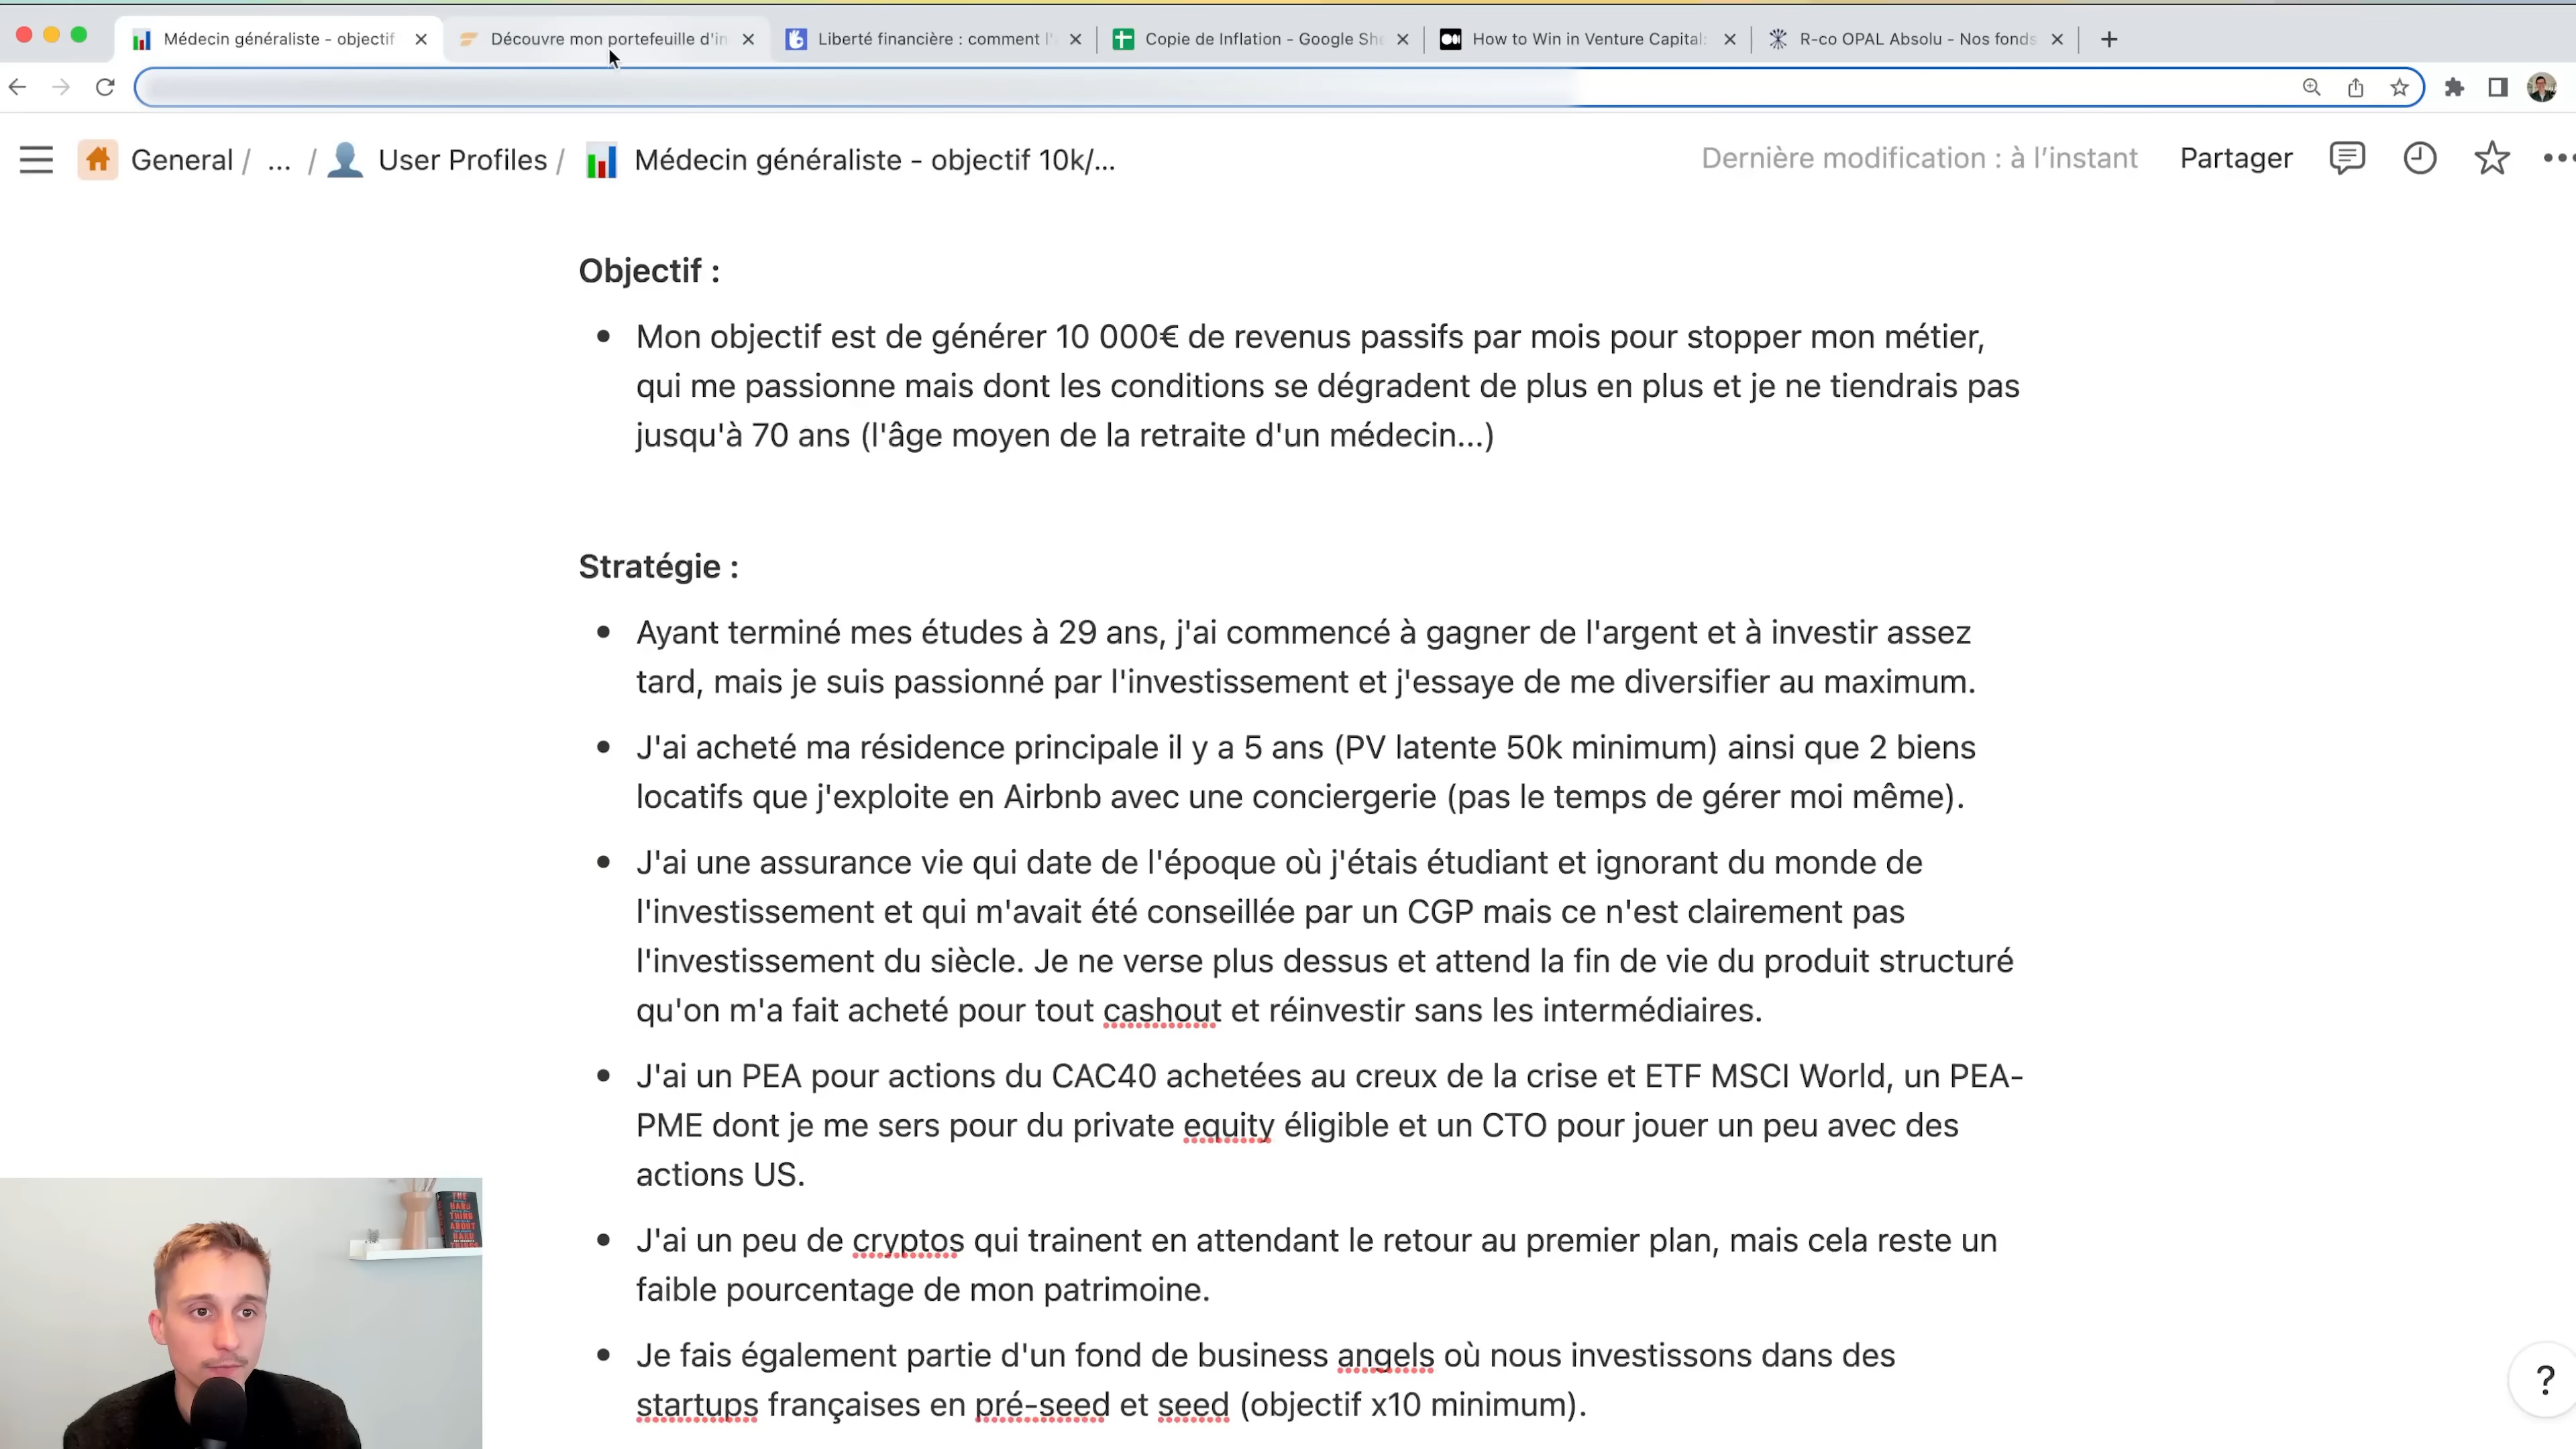 Médecin généraliste - objectif
Découvre mon portefeuille d'in
Liberté financière : comment l'
Copie de Inflation - Google She
How to Win in Venture Capital:
R-co OPAL Absolu - Nos fonds
General / ... / User Profiles / Médecin généraliste - objectif 10k/...
Dernière modification : à l'instant
Partager
Objectif :
• Mon objectif est de générer 10 000€ de revenus passifs par mois pour stopper mon métier,
qui me passionne mais dont les conditions se dégradent de plus en plus et je ne tiendrais pas
jusqu'à 70 ans (l'âge moyen de la retraite d'un médecin...)
Stratégie :
• Ayant terminé mes études à 29 ans, j'ai commencé à gagner de l'argent et à investir assez
tard, mais je suis passionné par l'investissement et j'essaye de me diversifier au maximum.
• J'ai acheté ma résidence principale il y a 5 ans (PV latente 50k minimum) ainsi que 2 biens
locatifs que j'exploite en Airbnb avec une conciergerie (pas le temps de gérer moi même).
• J'ai une assurance vie qui date de l'époque où j'étais étudiant et ignorant du monde de
l'investissement et qui m'avait été conseillée par un CGP mais ce n'est clairement pas
l'investissement du siècle. Je ne verse plus dessus et attend la fin de vie du produit structuré
qu'on m'a fait acheté pour tout cashout et réinvestir sans les intermédiaires.
• J'ai un PEA pour actions du CAC40 achetées au creux de la crise et ETF MSCI World, un PEA-
PME dont je me sers pour du private equity éligible et un CTO pour jouer un peu avec des
actions US.
• J'ai un peu de cryptos qui trainent en attendant le retour au premier plan, mais cela reste un
faible pourcentage de mon patrimoine.
• Je fais également partie d'un fond de business angels où nous investissons dans des
startups françaises en pré-seed et seed (objectif x10 minimum).
THE
HARD
THING
ABOUT
HARD
THINGS
?